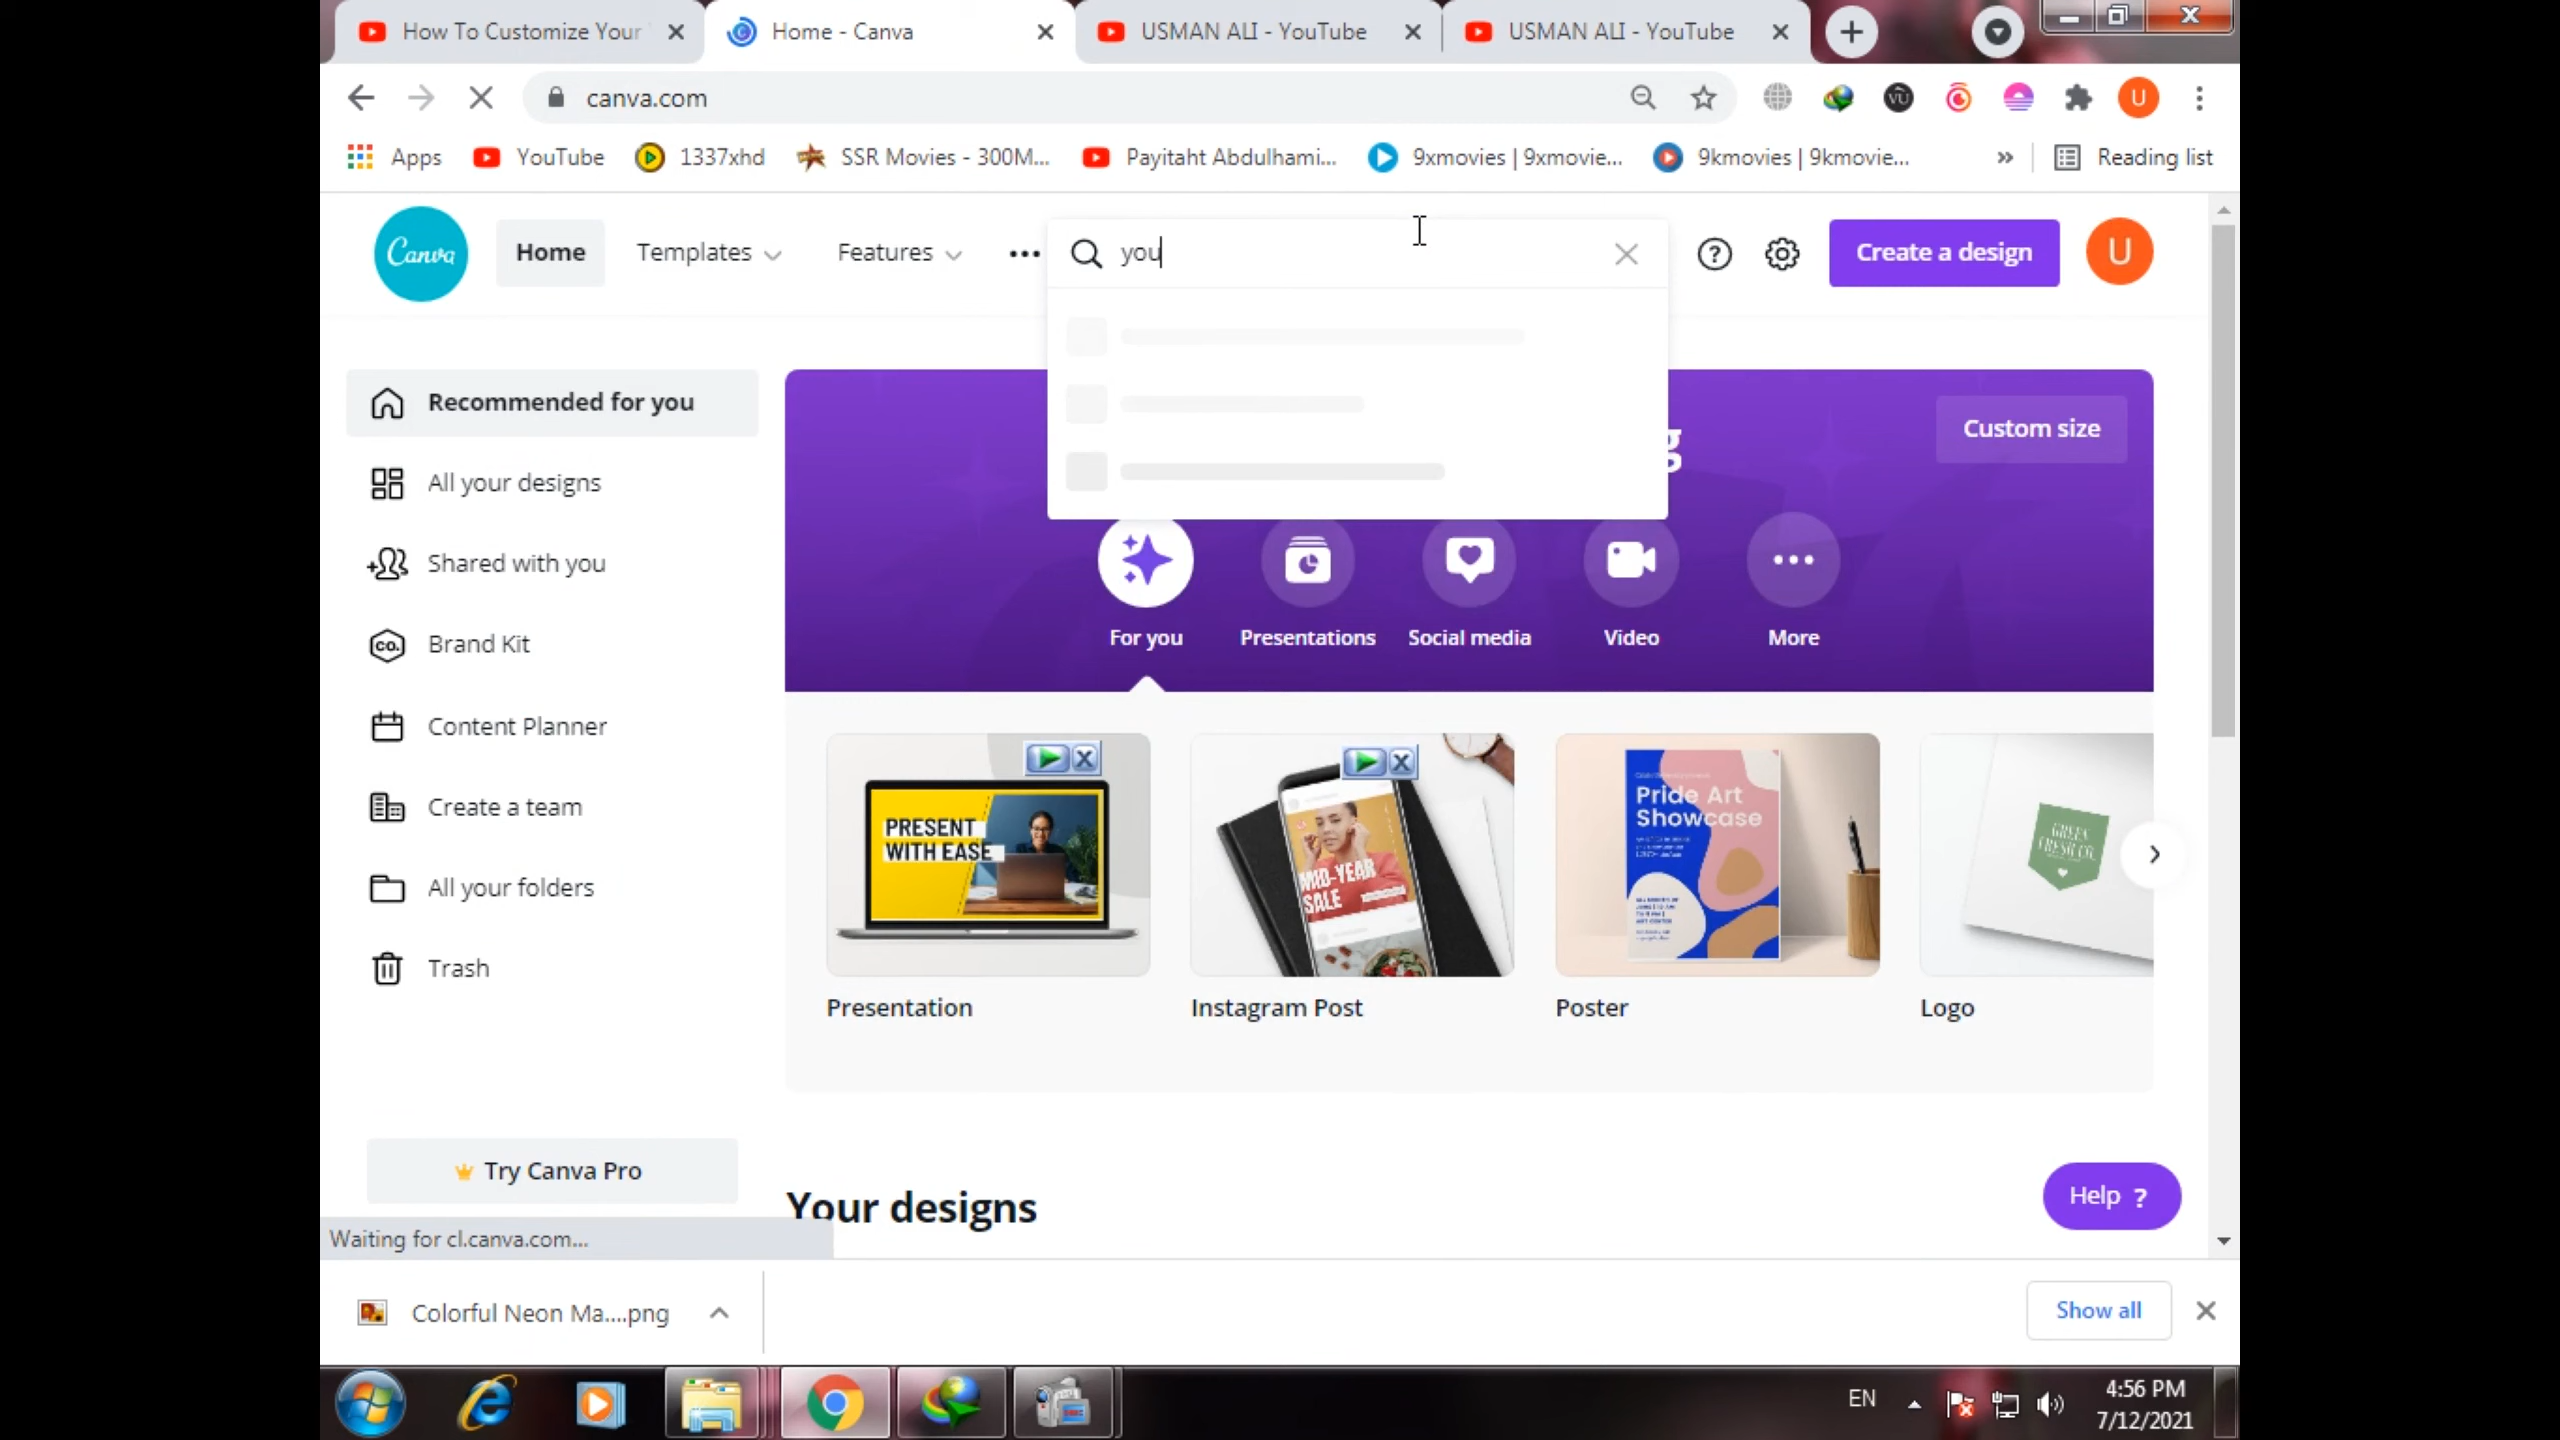 How To Customize Your
Home - Canva
USMAN ALI - YouTube
USMAN ALI - YouTube
canva.com
U
Apps
YouTube
1337xhd
SSR Movies - 300M...
Payitaht Abdulhami...
9xmovies | 9xmovie...
9kmovies | 9kmovie...
Reading list
Canva
Home
Templates
Features
you
Create a design
U
Recommended for you
All your designs
Shared with you
Brand Kit
Content Planner
Create a team
All your folders
Trash
Try Canva Pro
Custom size
g
For you
Presentations
Social media
Video
More
PRESENT
WITH EASE
MID-YEAR
SALE
Pride Art
Showcase
GREEN
FRESH CO.
Presentation
Instagram Post
Poster
Logo
Your designs
Help ?
Waiting for cl.canva.com...
Colorful Neon Ma....png
Show all
EN
4:56 PM
7/12/2021